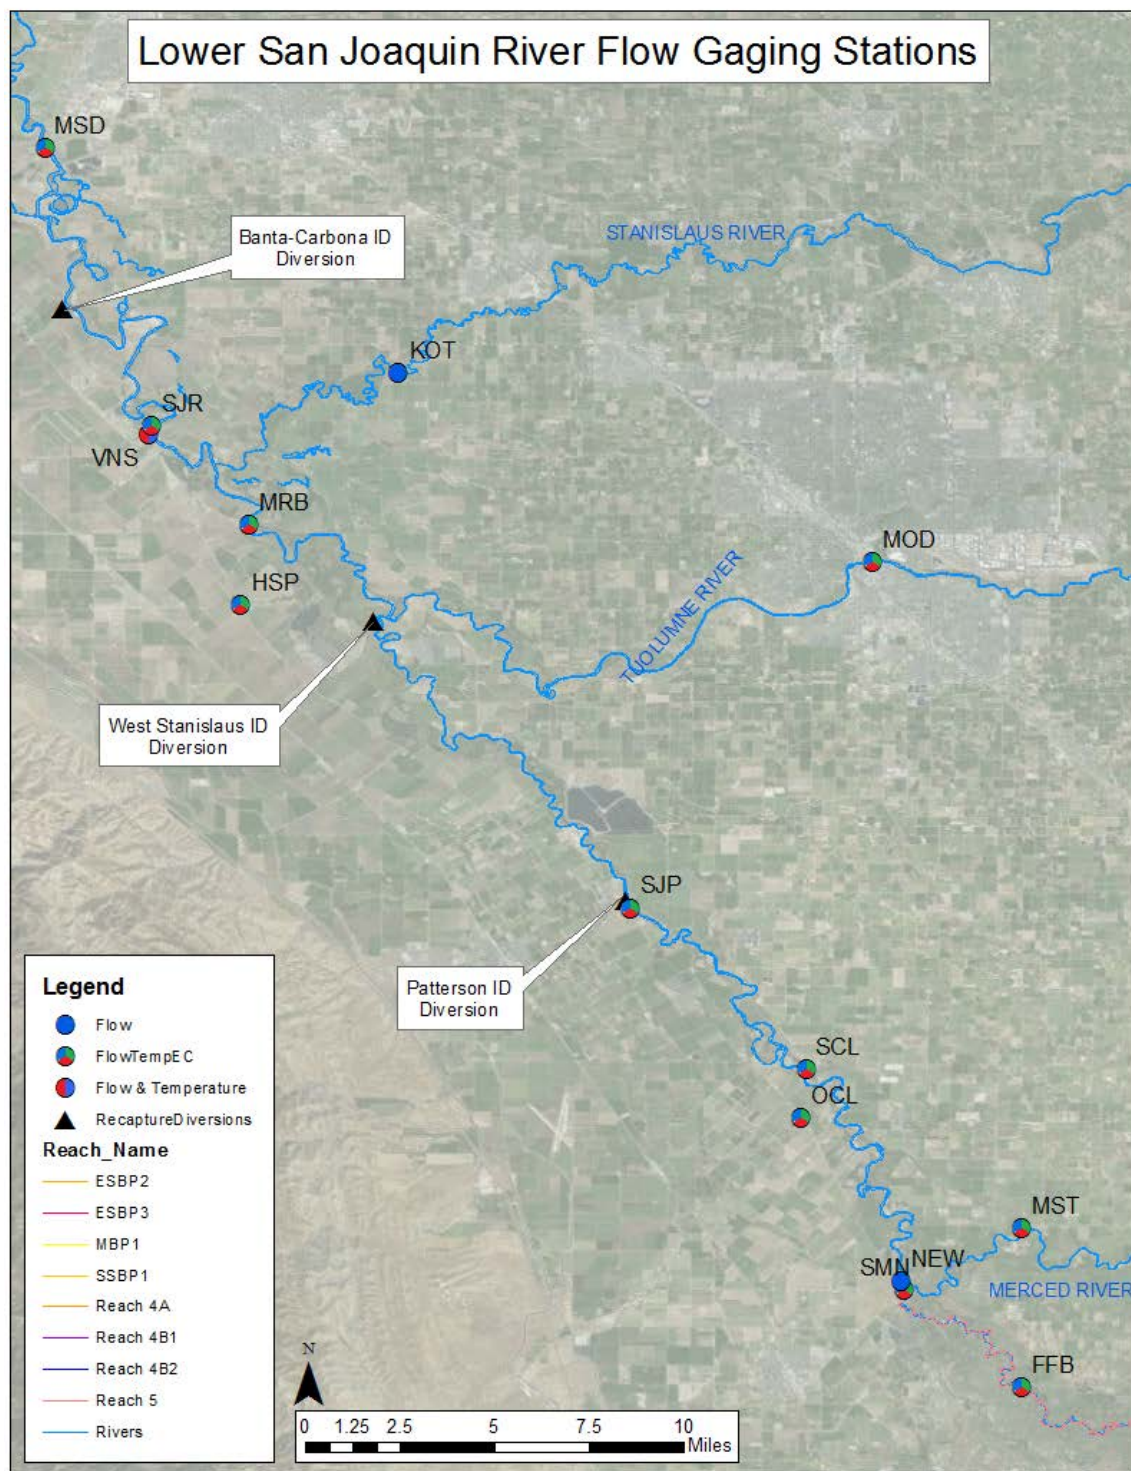 Lower San Joaquin River Flow Gaging Stations
MSD
Banta-Carbona ID
Diversion
STANISLAUS RIVER
KOT
SJR
VNS
MRB
MOD
HSP
TUOLUMNE RIVER
West Stanislaus ID
Diversion
SJP
Patterson ID
Diversion
SCL
OCL
MST
SMN
NEW
MERCED RIVER
FFB
Legend
Flow
FlowTempEC
Flow & Temperature
RecaptureDiversions
Reach_Name
ESBP2
ESBP3
MBP1
SSBP1
Reach 4A
Reach 4B1
Reach 4B2
Reach 5
Rivers
N
0 1.25 2.5 5 7.5 10
Miles